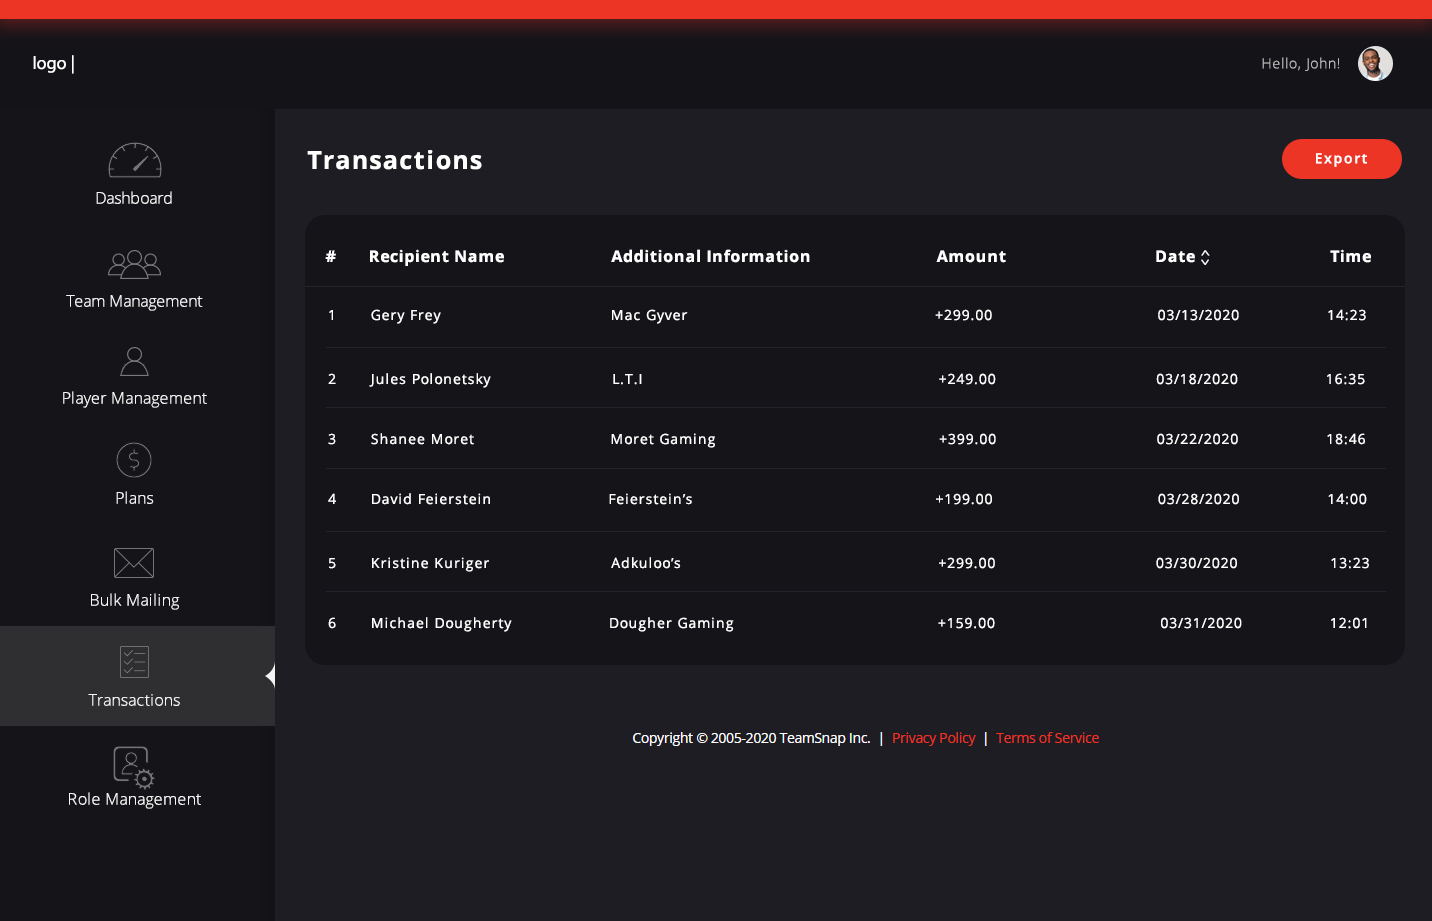 logo |
Hello, John!
Dashboard
Team Management
Player Management
Plans
Bulk Mailing
Transactions
Role Management
Transactions
Export
# Recipient Name Additional Information Amount Date Time
1 Gery Frey Mac Gyver +299.00 03/13/2020 14:23
2 Jules Polonetsky L.T.I +249.00 03/18/2020 16:35
3 Shanee Moret Moret Gaming +399.00 03/22/2020 18:46
4 David Feierstein Feierstein’s +199.00 03/28/2020 14:00
5 Kristine Kuriger Adkuloo’s +299.00 03/30/2020 13:23
6 Michael Dougherty Dougher Gaming +159.00 03/31/2020 12:01
Copyright © 2005-2020 TeamSnap Inc. | Privacy Policy | Terms of Service